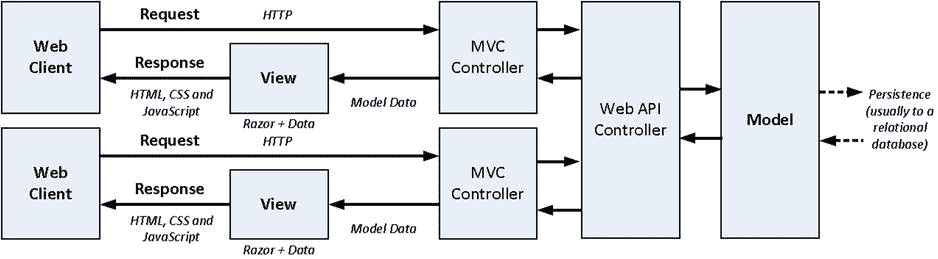 Request
HTTP
Web
Client
Response
HTML, CSS and
JavaScript
View
Razor + Data
Model Data
MVC
Controller
Request
HTTP
Web
Client
Response
HTML, CSS and
JavaScript
View
Razor + Data
Model Data
MVC
Controller
Web API
Controller
Model
Persistence
(usually to a
relational
database)